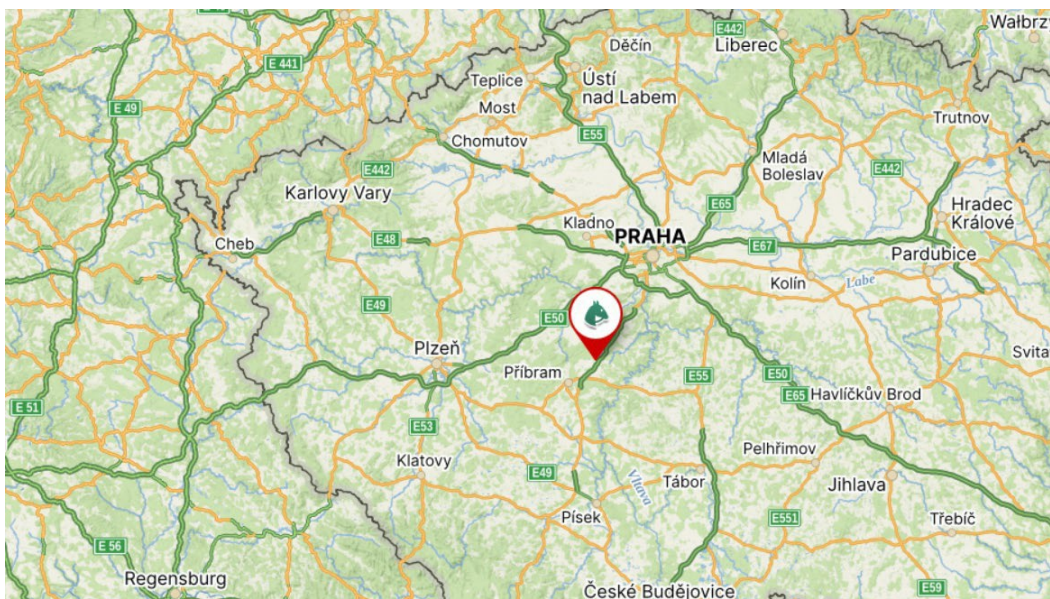 E442
Wałbrz
Děčín
Liberec
E 441
Teplice
Ústí
nad Labem
Most
E 49
Trutnov
E55
Chomutov
Mladá
Boleslav
E442
E442
Karlovy Vary
E65
Hradec
Králové
Kladno
PRAHA
Cheb
E48
E67
Pardubice
Kolín
Labe
E49
E50
Plzeň
Svita
Příbram
E55
E50
E65
Havlíčkův Brod
E 51
E53
Pelhřimov
Klatovy
E49
Vltava
Tábor
Jihlava
Písek
E551
Třebíč
E 56
Regensburg
České Budějovice
E59